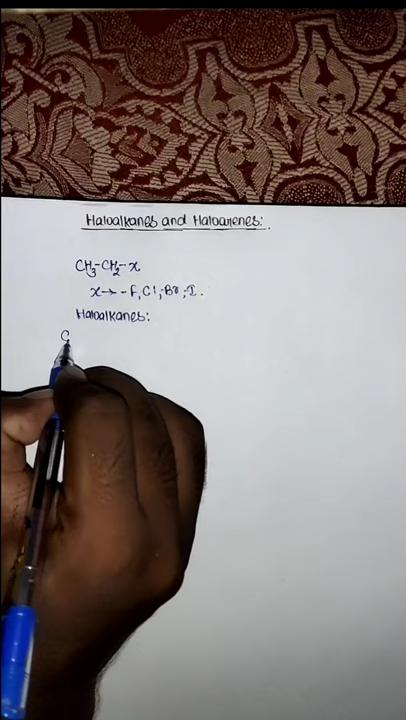 Haloalkanes and Haloarenes:.
CH3-CH2-x
x→ -F, Cl, -Br, -I.
Haloalkanes:
C